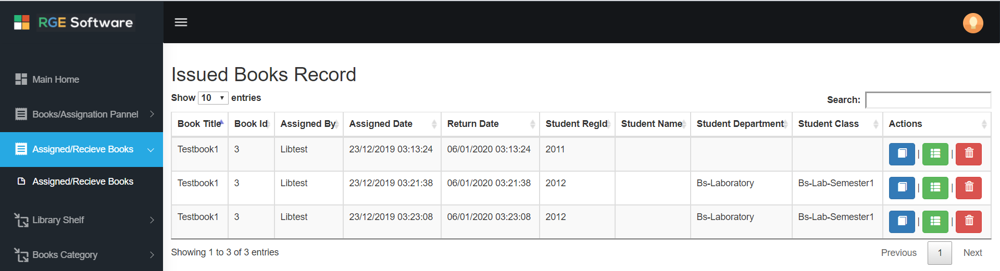 RGE Software
Main Home
Books/Assignation Pannel
Assigned/Recieve Books
Assigned/Recieve Books
Library Shelf
Books Category
Issued Books Record
Show 10 entries
Search:
Book Title Book Id Assigned By Assigned Date Return Date Student RegId Student Name Student Department Student Class Actions
Testbook1 3 Libtest 23/12/2019 03:13:24 06/01/2020 03:13:24 2011 | |
Testbook1 3 Libtest 23/12/2019 03:21:38 06/01/2020 03:21:38 2012 Bs-Laboratory Bs-Lab-Semester1 | |
Testbook1 3 Libtest 23/12/2019 03:23:08 06/01/2020 03:23:08 2012 Bs-Laboratory Bs-Lab-Semester1 | |
Showing 1 to 3 of 3 entries
Previous 1 Next